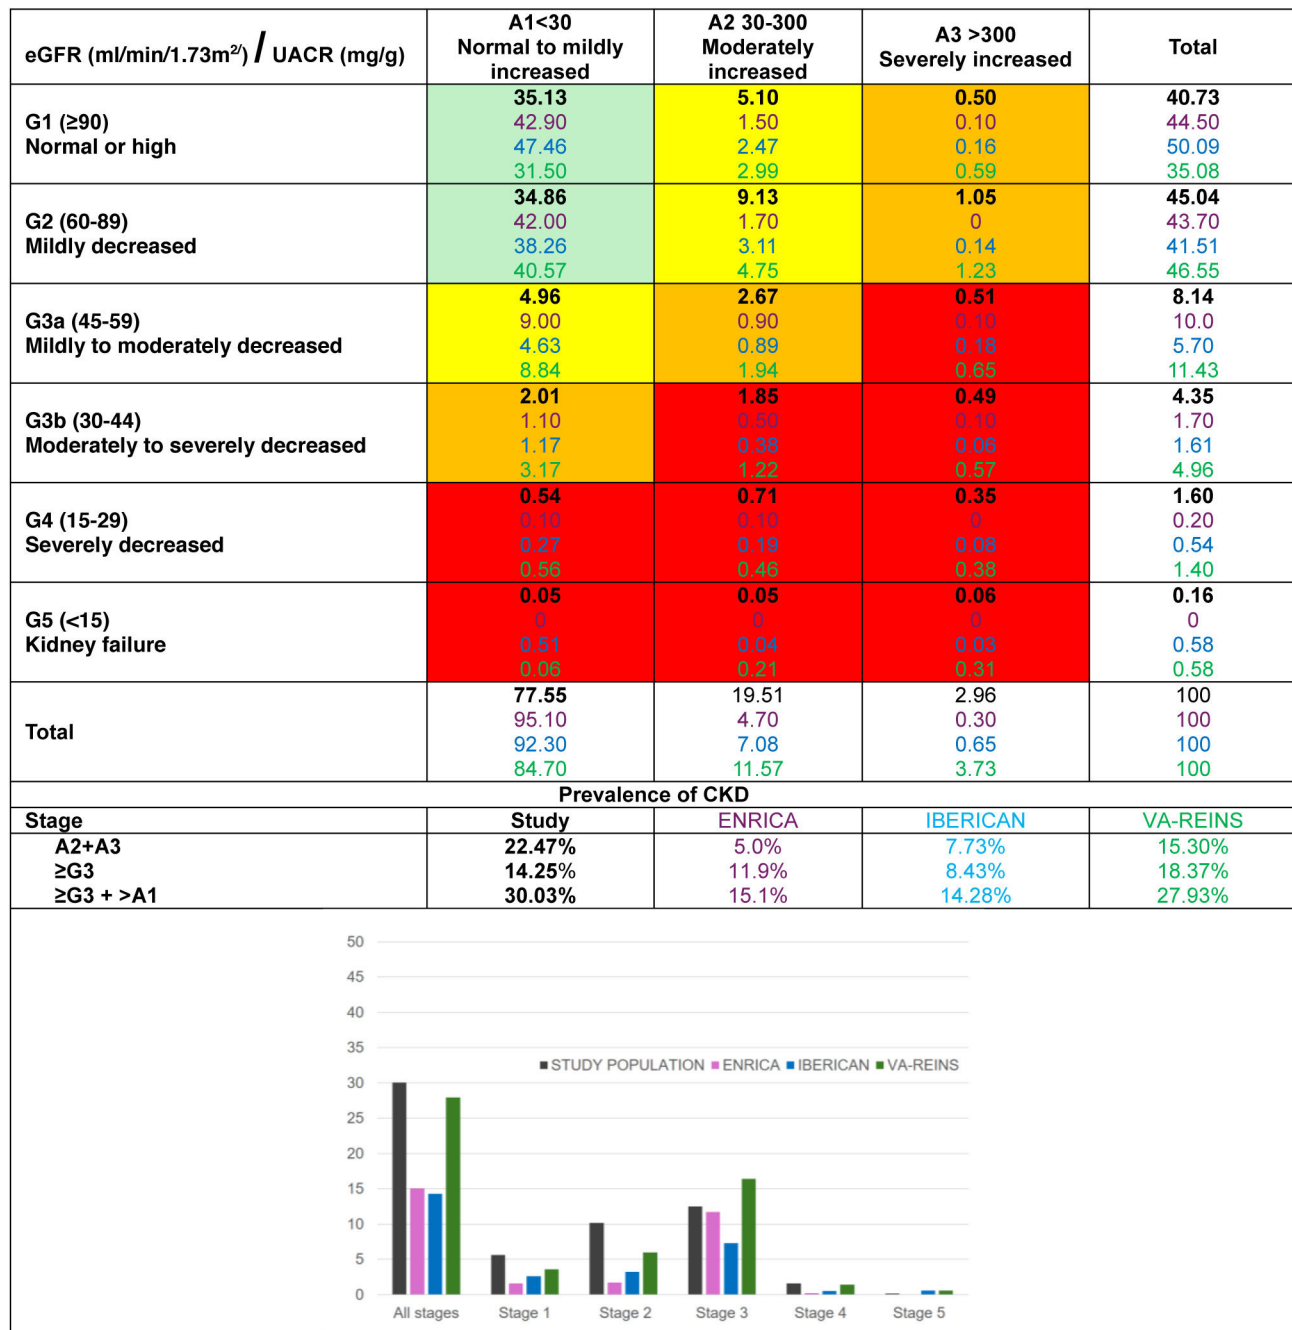 eGFR (ml/min/1.73m²/) / UACR (mg/g)
A1<30
Normal to mildly
increased
A2 30-300
Moderately
increased
A3 >300
Severely increased
Total
G1 (≥90)
Normal or high
35.13 5.10 0.50 40.73
42.90 1.50 0.10 44.50
47.46 2.47 0.16 50.09
31.50 2.99 0.59 35.08
G2 (60-89)
Mildly decreased
34.86 9.13 1.05 45.04
42.00 1.70 0 43.70
38.26 3.11 0.14 41.51
40.57 4.75 1.23 46.55
G3a (45-59)
Mildly to moderately decreased
4.96 2.67 0.51 8.14
9.00 0.90 0.10 10.0
4.63 0.89 0.18 5.70
8.84 1.94 0.65 11.43
G3b (30-44)
Moderately to severely decreased
2.01 1.85 0.49 4.35
1.10 0.50 0.10 1.70
1.17 0.38 0.06 1.61
3.17 1.22 0.57 4.96
G4 (15-29)
Severely decreased
0.54 0.71 0.35 1.60
0.10 0.10 0 0.20
0.27 0.19 0.08 0.54
0.56 0.46 0.38 1.40
G5 (<15)
Kidney failure
0.05 0.05 0.06 0.16
0 0 0 0
0.51 0.04 0.03 0.58
0.06 0.21 0.31 0.58
Total
77.55 19.51 2.96 100
95.10 4.70 0.30 100
92.30 7.08 0.65 100
84.70 11.57 3.73 100
Prevalence of CKD
Stage Study ENRICA IBERICAN VA-REINS
A2+A3 22.47% 5.0% 7.73% 15.30%
≥G3 14.25% 11.9% 8.43% 18.37%
≥G3 + >A1 30.03% 15.1% 14.28% 27.93%
50
45
40
35
STUDY POPULATION ENRICA IBERICAN VA-REINS
30
25
20
15
10
5
0
All stages Stage 1 Stage 2 Stage 3 Stage 4 Stage 5